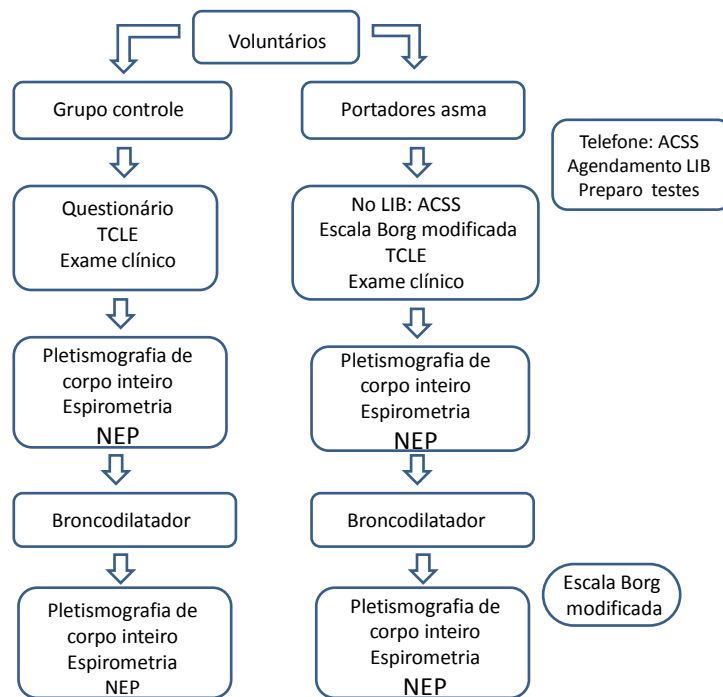 Voluntários
Grupo controle
Portadores asma
Telefone: ACSS
Agendamento LIB
Preparo testes
Questionário
TCLE
Exame clínico
No LIB: ACSS
Escala Borg modificada
TCLE
Exame clínico
Pletismografia de
corpo inteiro
Espirometria
NEP
Pletismografia de
corpo inteiro
Espirometria
NEP
Broncodilatador
Broncodilatador
Pletismografia de
corpo inteiro
Espirometria
NEP
Pletismografia de
corpo inteiro
Espirometria
NEP
Escala Borg
modificada